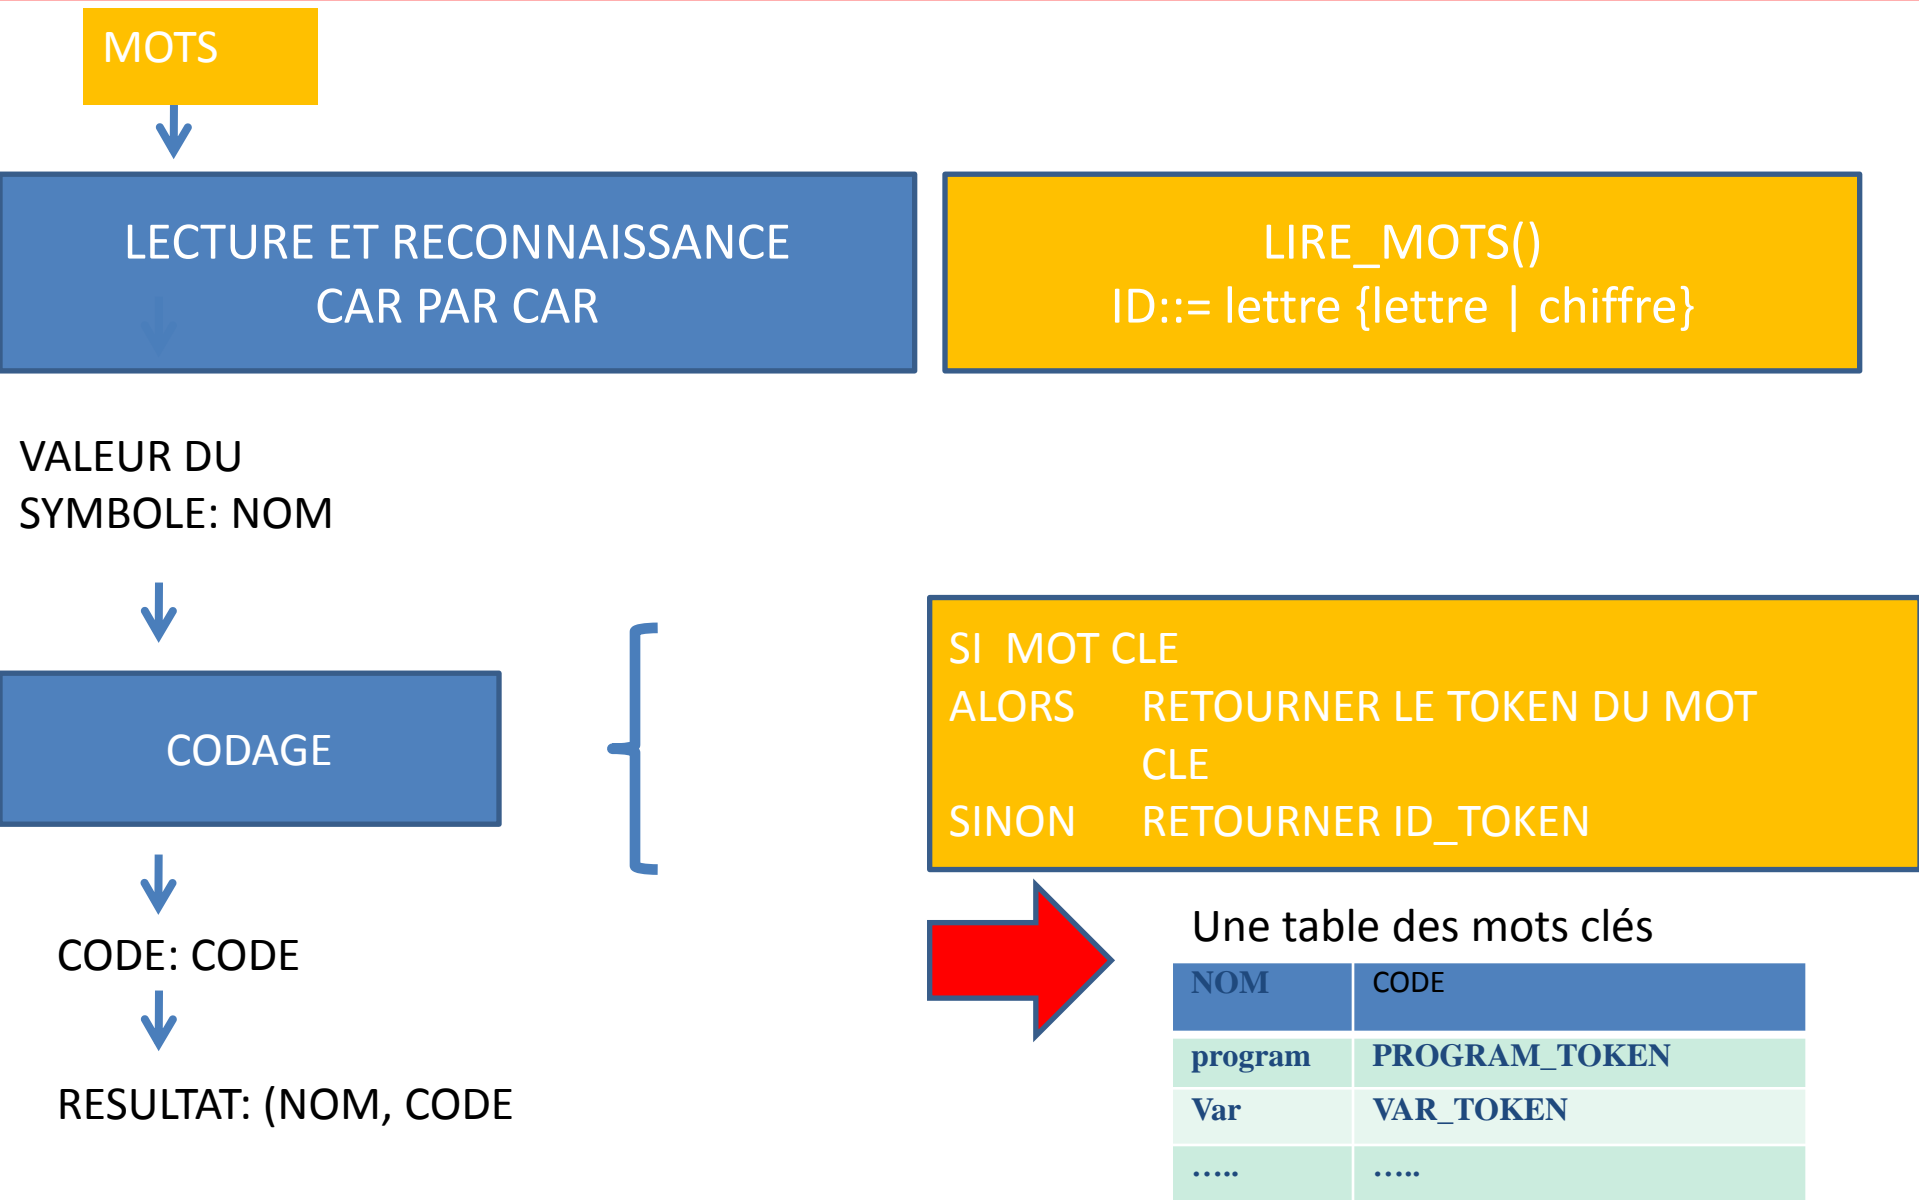 MOTS
LECTURE ET RECONNAISSANCE
CAR PAR CAR
LIRE_MOTS()
ID::= lettre {lettre | chiffre}
VALEUR DU
SYMBOLE: NOM
CODAGE
SI MOT CLE
ALORS RETOURNER LE TOKEN DU MOT
CLE
SINON RETOURNER ID_TOKEN
CODE: CODE
RESULTAT: (NOM, CODE
Une table des mots clés
NOM CODE
program PROGRAM_TOKEN
Var VAR_TOKEN
..... .....